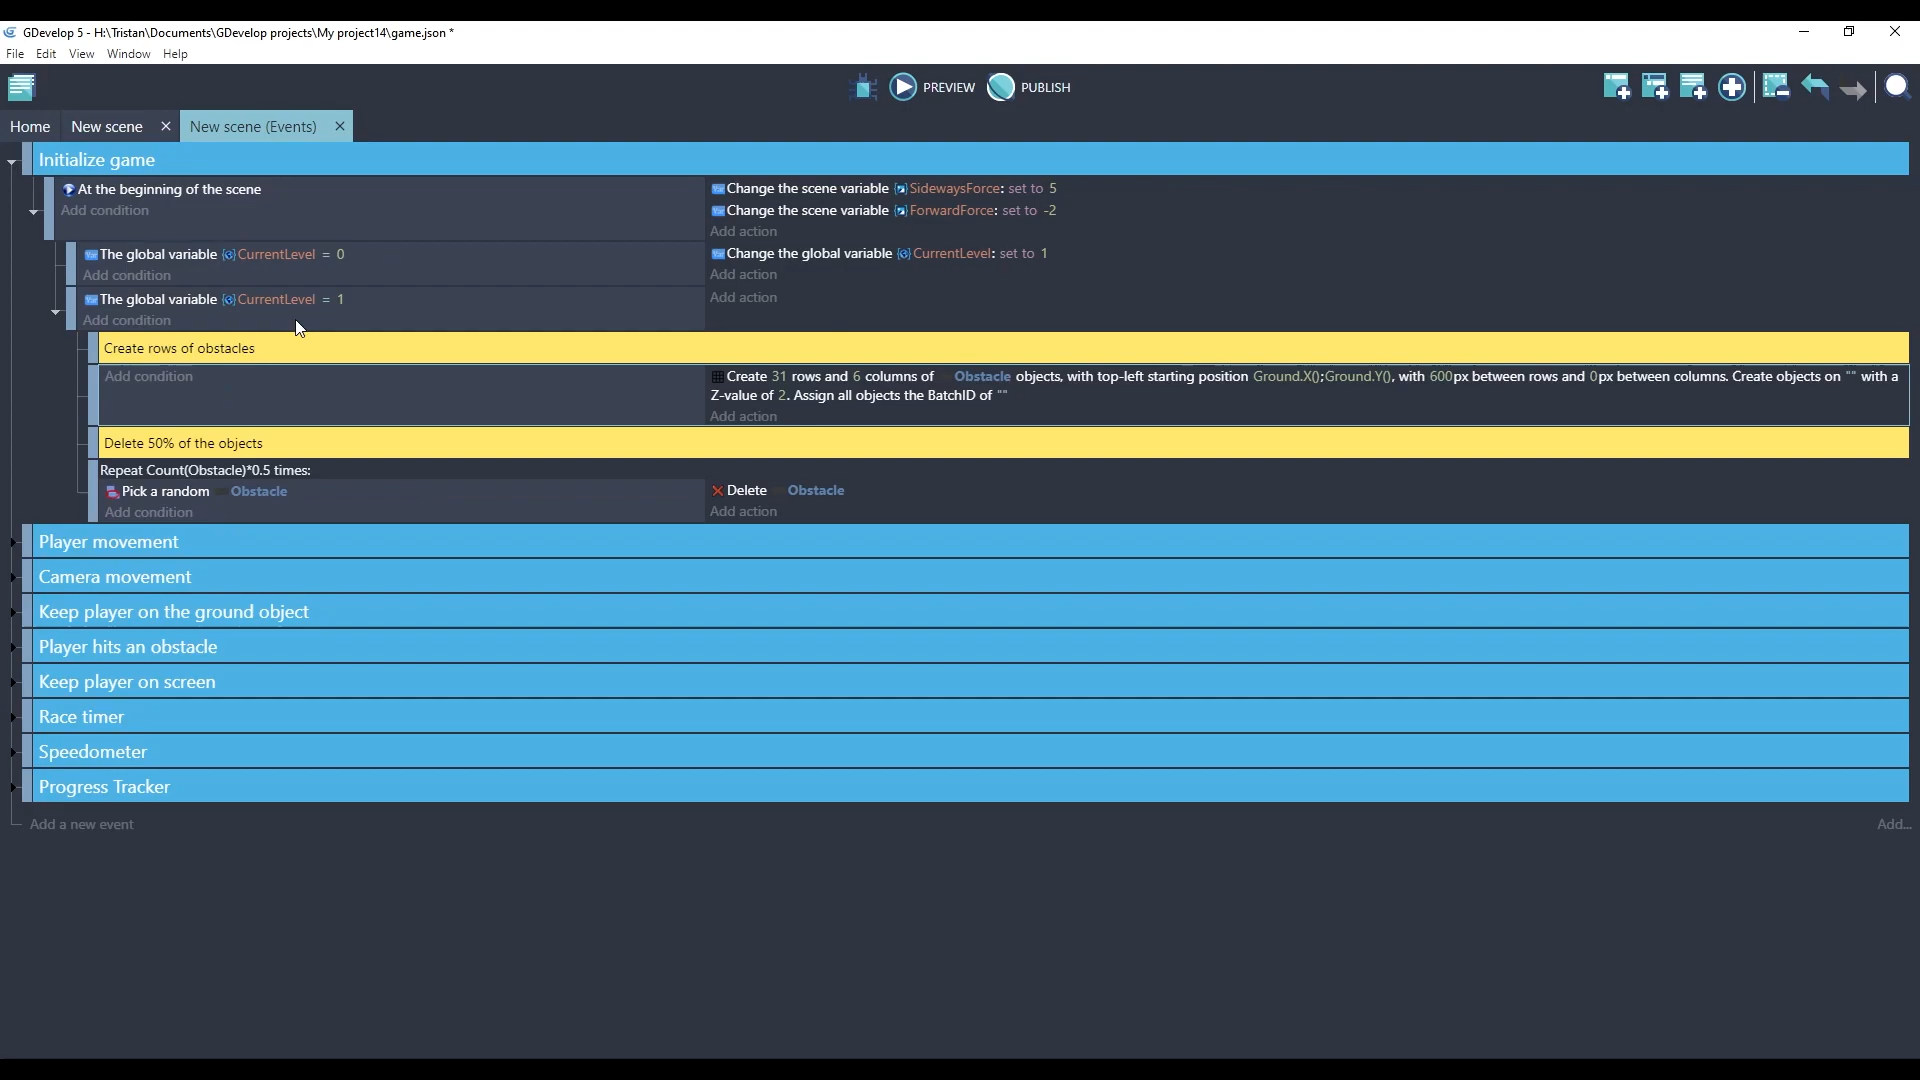 GDevelop 5 - H:\Tristan\Documents\GDevelop projects\My project14\game.json *
File Edit View Window Help
PREVIEW PUBLISH
Home New scene New scene (Events)
Initialize game
At the beginning of the scene
Add condition
Change the scene variable SidewaysForce: set to 5
Change the scene variable ForwardForce: set to -2
Add action
The global variable CurrentLevel = 0
Add condition
Change the global variable CurrentLevel: set to 1
Add action
The global variable CurrentLevel = 1
Add condition
Add action
Create rows of obstacles
Add condition
Create 31 rows and 6 columns of Obstacle objects, with top-left starting position Ground.X();Ground.Y(), with 600px between rows and 0px between columns. Create objects on "" with a
Z-value of 2. Assign all objects the BatchID of ""
Add action
Delete 50% of the objects
Repeat Count(Obstacle)*0.5 times:
Pick a random Obstacle
Add condition
Delete Obstacle
Add action
Player movement
Camera movement
Keep player on the ground object
Player hits an obstacle
Keep player on screen
Race timer
Speedometer
Progress Tracker
Add a new event
Add...